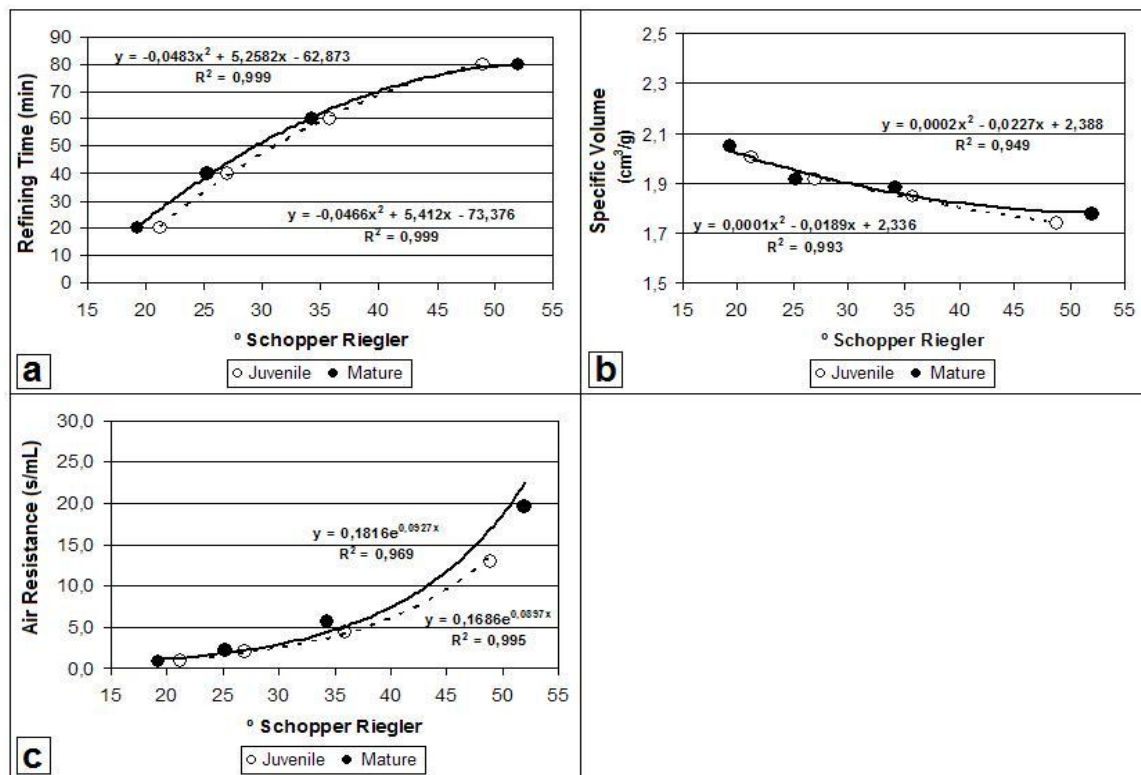 Refining Time (min)
90
80
70
60
50
40
30
20
10
0
y = -0,0483x² + 5,2582x - 62,873
R² = 0,999
y = -0,0466x² + 5,412x - 73,376
R² = 0,999
15 20 25 30 35 40 45 50 55
º Schopper Riegler
○ Juvenile ● Mature
a
Specific Volume
(cm³/g)
2,5
2,3
2,1
1,9
1,7
1,5
y = 0,0002x² - 0,0227x + 2,388
R² = 0,949
y = 0,0001x² - 0,0189x + 2,336
R² = 0,993
15 20 25 30 35 40 45 50 55
º Schopper Riegler
○ Juvenile ● Mature
b
Air Resistance (s/mL)
30,0
25,0
20,0
15,0
10,0
5,0
0,0
y = 0,1816e⁰,⁰⁹²⁷ˣ
R² = 0,969
y = 0,1686e⁰,⁰⁸⁹⁷ˣ
R² = 0,995
15 20 25 30 35 40 45 50 55
º Schopper Riegler
○ Juvenile ● Mature
c